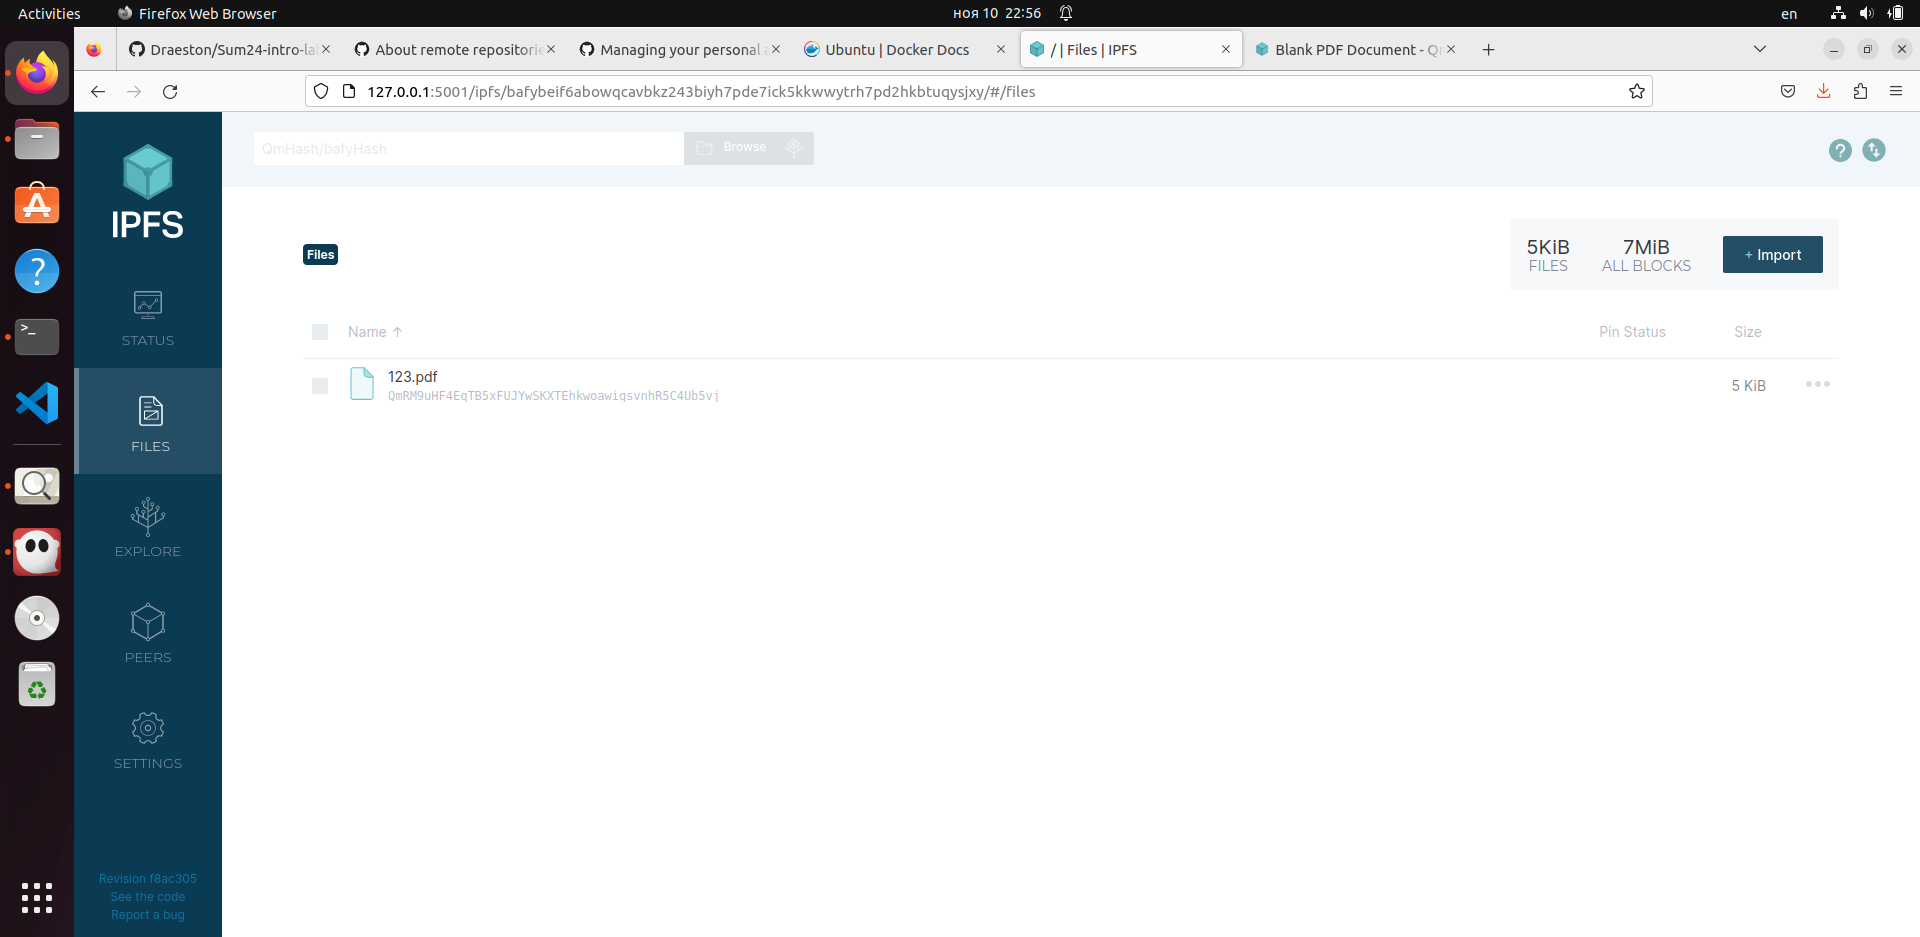 Activities
Firefox Web Browser
ноя 10 22:56
en
Draeston/Sum24-intro-la
About remote repositorie
Managing your personal a
Ubuntu | Docker Docs
/ | Files | IPFS
Blank PDF Document - Q
127.0.0.1:5001/ipfs/bafybeif6abowqcavbkz243biyh7pde7ick5kkwwytrh7pd2hkbtuqysjxy/#/files
IPFS
STATUS
FILES
EXPLORE
PEERS
SETTINGS
Revision f8ac305
See the code
Report a bug
QmHash/bafyHash
Browse
Files
5KiB
FILES
7MiB
ALL BLOCKS
+ Import
Name ↑
Pin Status
Size
123.pdf
QmRM9uHF4EqTB5xFUJYwSKXTEhkwoawiqsvnhR5C4Ub5vj
5 KiB